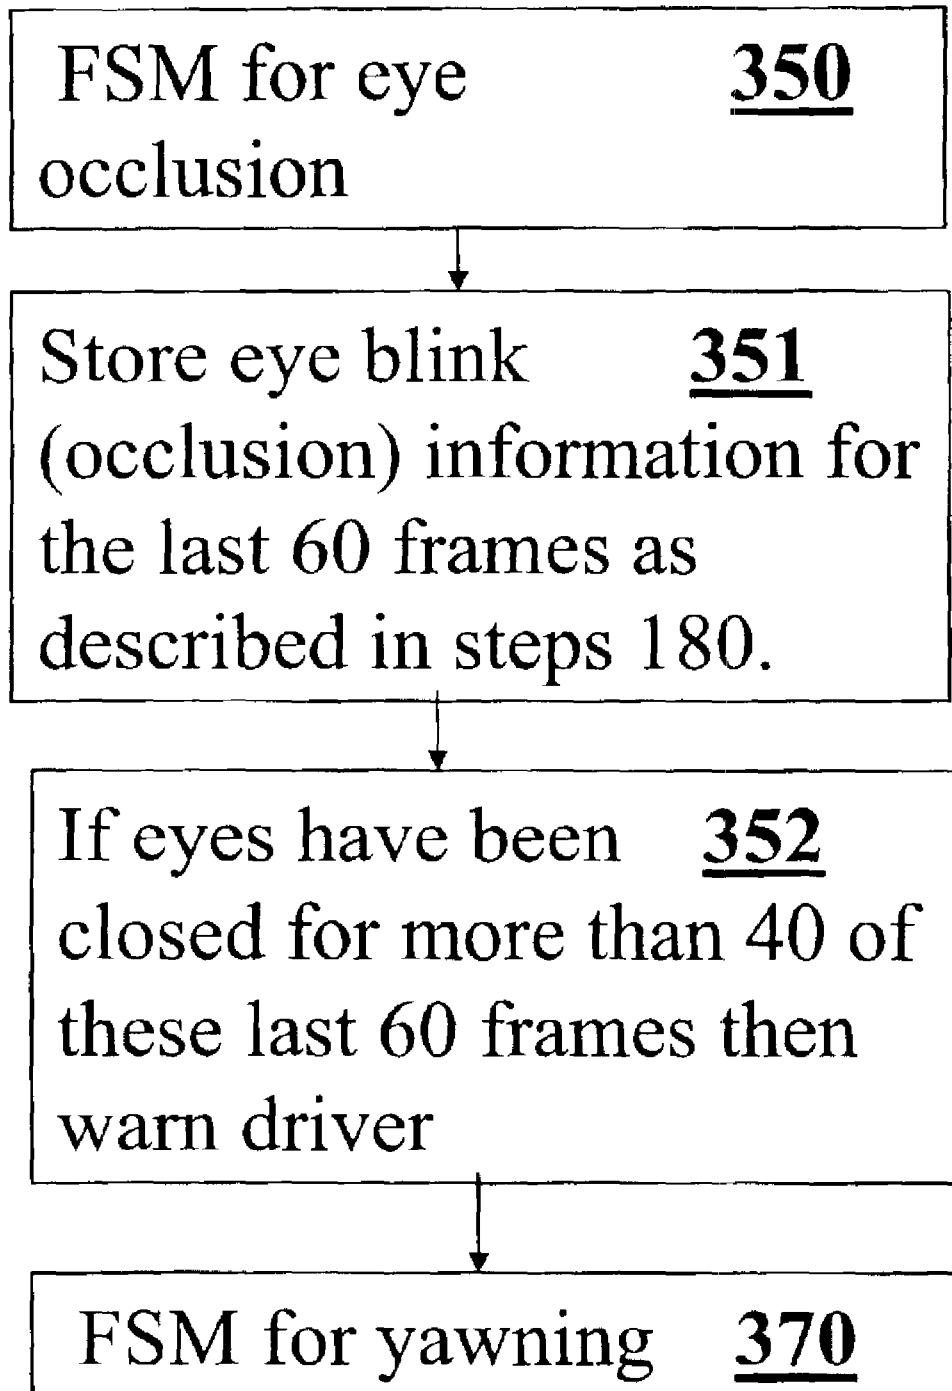 FSM for eye 350
occlusion
Store eye blink 351
(occlusion) information for
the last 60 frames as
described in steps 180.
If eyes have been 352
closed for more than 40 of
these last 60 frames then
warn driver
FSM for yawning 370